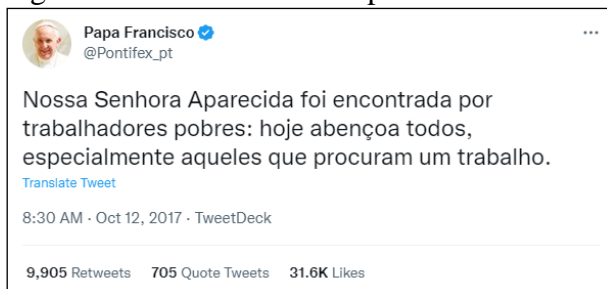 Papa Francisco
@Pontifex_pt
Nossa Senhora Aparecida foi encontrada por
trabalhadores pobres: hoje abençoa todos,
especialmente aqueles que procuram um trabalho.
Translate Tweet
8:30 AM · Oct 12, 2017 · TweetDeck
9,905 Retweets 705 Quote Tweets 31.6K Likes